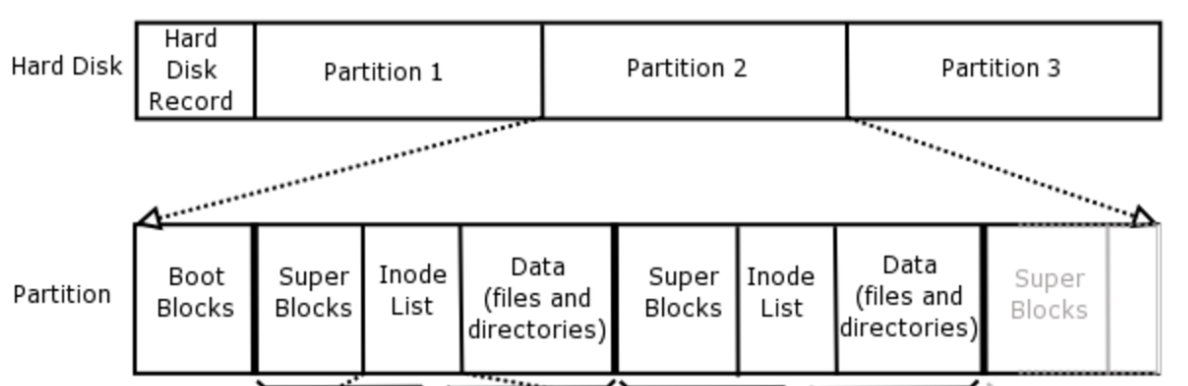 Hard Disk
Hard
Disk
Record
Partition 1
Partition 2
Partition 3
Partition
Boot
Blocks
Super
Blocks
Inode
List
Data
(files and
directories)
Super
Blocks
Inode
List
Data
(files and
directories)
Super
Blocks